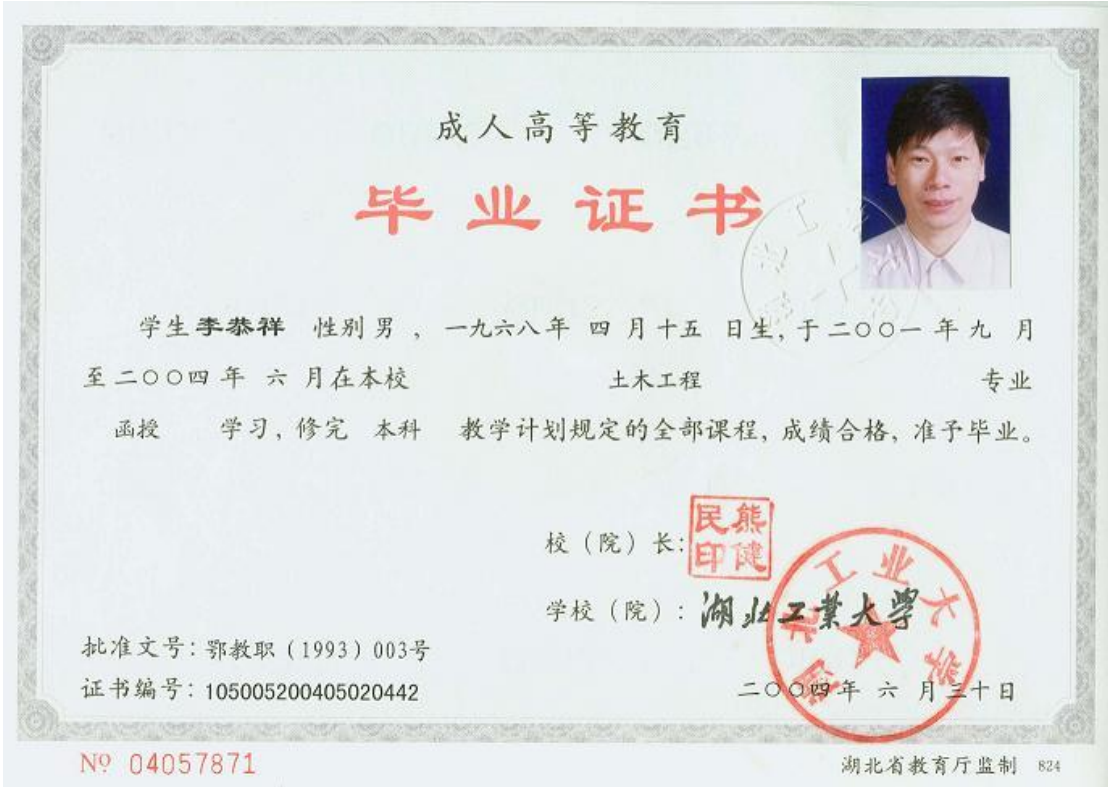 成人高等教育
毕业证书
学生李恭祥 性别男，一九六八年 四 月十五 日生，于二〇〇一 年 九 月
至二〇〇四 年 六 月在本校 土木工程 专业
函授 学习，修完 本科 教学计划规定的全部课程，成绩合格，准予毕业。
校（院）长：
熊健民印
学校（院）：湖北工業大學
湖北工业大学
批准文号：鄂教职（1993）003号
证书编号：105005200405020442
二〇〇四年 六 月三十日
№ 04057871
湖北省教育厅监制 824